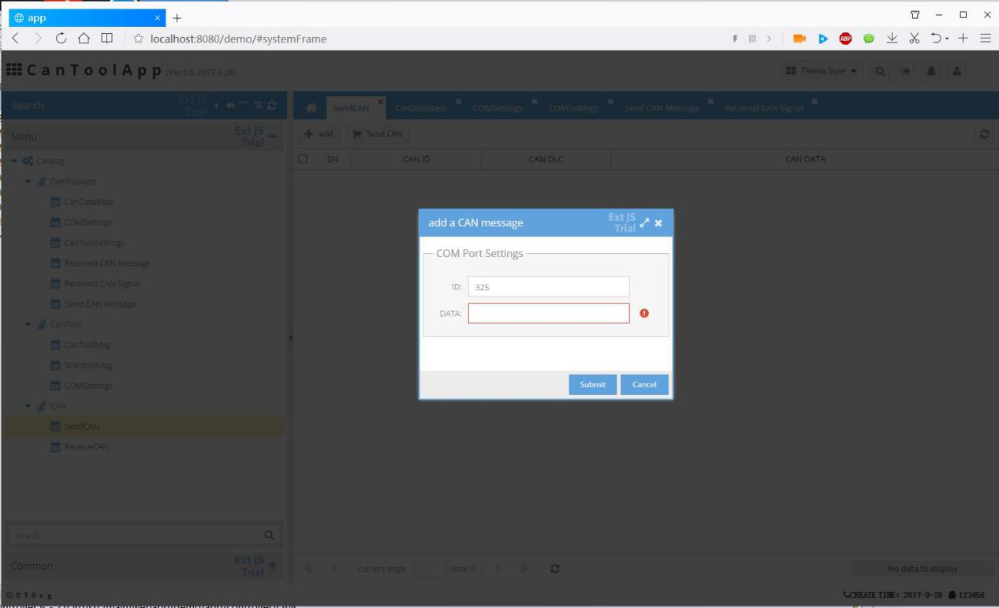 app
localhost:8080/demo/#systemFrame
ABP
CanToolApp (Ver:6.0.2017.9.28)
Theme Style
Search
Ext JS
Trial
SendCAN
CanDataBase
COMSettings
COMSettings
Send CAN Message
Received CAN Signal
Menu
Ext JS
Trial
add
Send CAN
SN
CAN ID
CAN DLC
CAN DATA
Catalog
CanToolApp
CanDataBase
COMSettings
CanToolSettings
Received CAN Message
Received CAN Signal
Send CAN Message
CanTool
CanToolMsg
ScantoolMsg
COMSettings
CAN
SendCAN
ReceiveCAN
add a CAN message
Ext JS
Trial
COM Port Settings
ID: 325
DATA:
Submit
Cancel
Search
Common
Ext JS
Trial
current page
total 0
No data to display
©270rg
CREATE TIME: 2017-9-28
123456